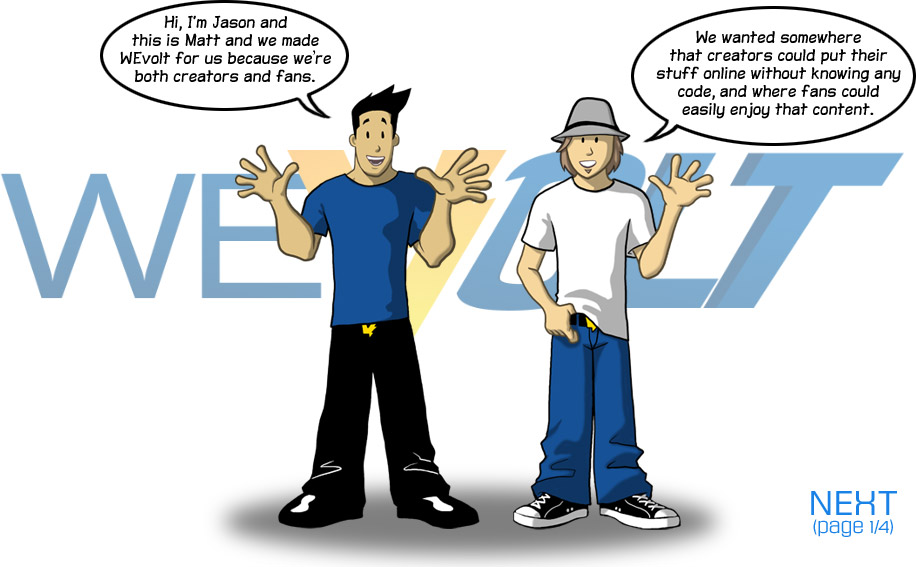 Hi, I'm Jason and
this is Matt and we made
WEvolt for us because we're
both creators and fans.
We wanted somewhere
that creators could put their
stuff online without knowing any
code, and where fans could
easily enjoy that content.
WEVOLT
NEXT
(page 1/4)